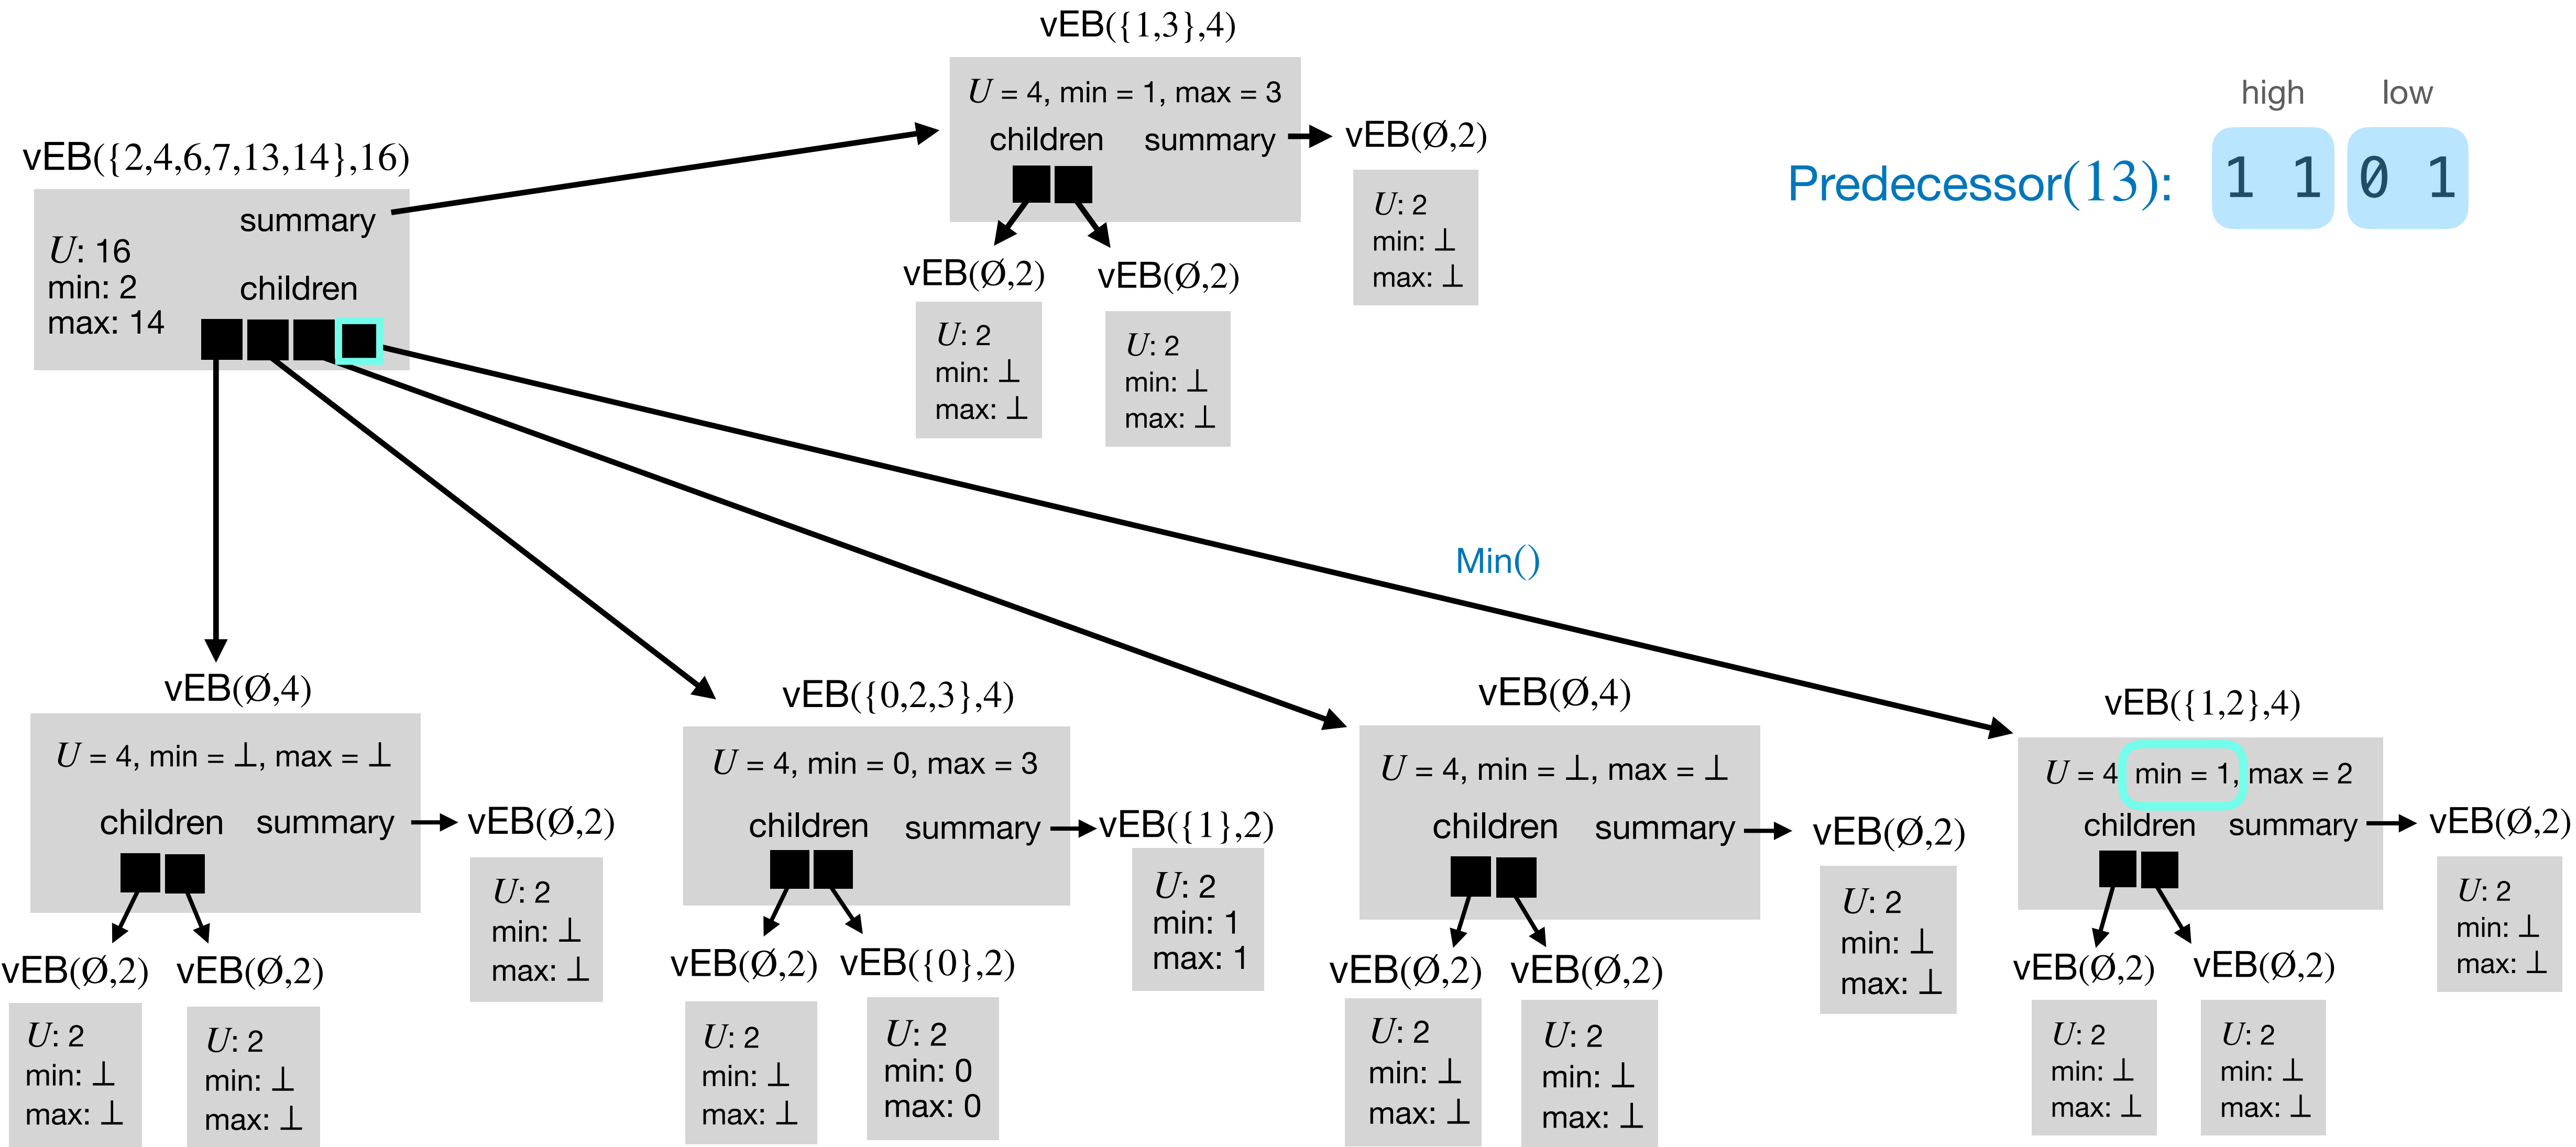 vEB({1,3},4)
U = 4, min = 1, max = 3
children summary
vEB(Ø,2)
U: 2
min: ⊥
max: ⊥
vEB(Ø,2)
U: 2
min: ⊥
max: ⊥
vEB(Ø,2)
U: 2
min: ⊥
max: ⊥
high low
Predecessor(13): 1 1 0 1
vEB({2,4,6,7,13,14},16)
summary
U: 16
min: 2
max: 14
children
Min()
vEB(Ø,4)
U = 4, min = ⊥, max = ⊥
children summary
vEB(Ø,2)
U: 2
min: ⊥
max: ⊥
vEB(Ø,2)
U: 2
min: ⊥
max: ⊥
vEB(Ø,2)
U: 2
min: ⊥
max: ⊥
vEB({0,2,3},4)
U = 4, min = 0, max = 3
children summary
vEB({1},2)
U: 2
min: 1
max: 1
vEB(Ø,2)
U: 2
min: ⊥
max: ⊥
vEB({0},2)
U: 2
min: 0
max: 0
vEB(Ø,4)
U = 4, min = ⊥, max = ⊥
children summary
vEB(Ø,2)
U: 2
min: ⊥
max: ⊥
vEB(Ø,2)
U: 2
min: ⊥
max: ⊥
vEB(Ø,2)
U: 2
min: ⊥
max: ⊥
vEB({1,2},4)
U = 4 min = 1, max = 2
children summary
vEB(Ø,2)
U: 2
min: ⊥
max: ⊥
vEB(Ø,2)
U: 2
min: ⊥
max: ⊥
vEB(Ø,2)
U: 2
min: ⊥
max: ⊥